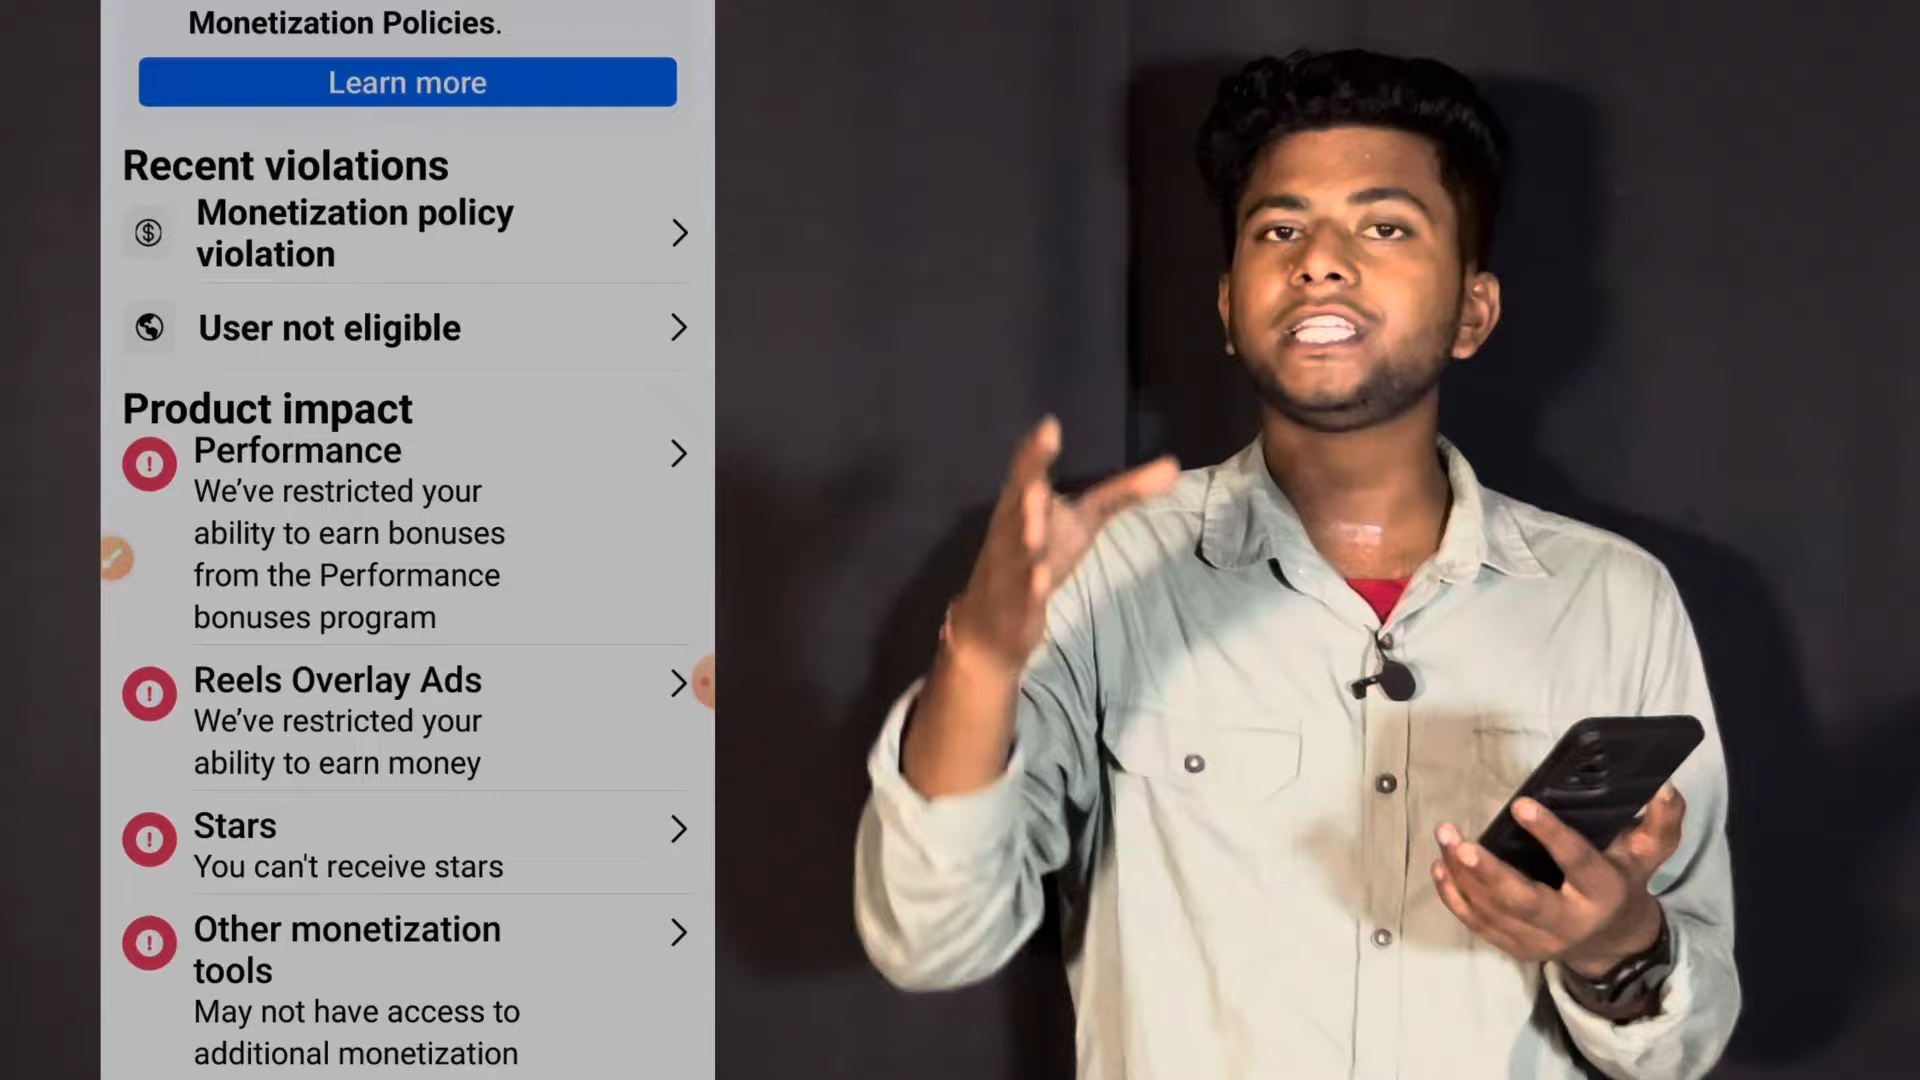 Monetization Policies.
Learn more
Recent violations
Monetization policy
violation
User not eligible
Product impact
Performance
We've restricted your
ability to earn bonuses
from the Performance
bonuses program
Reels Overlay Ads
We've restricted your
ability to earn money
Stars
You can't receive stars
Other monetization
tools
May not have access to
additional monetization